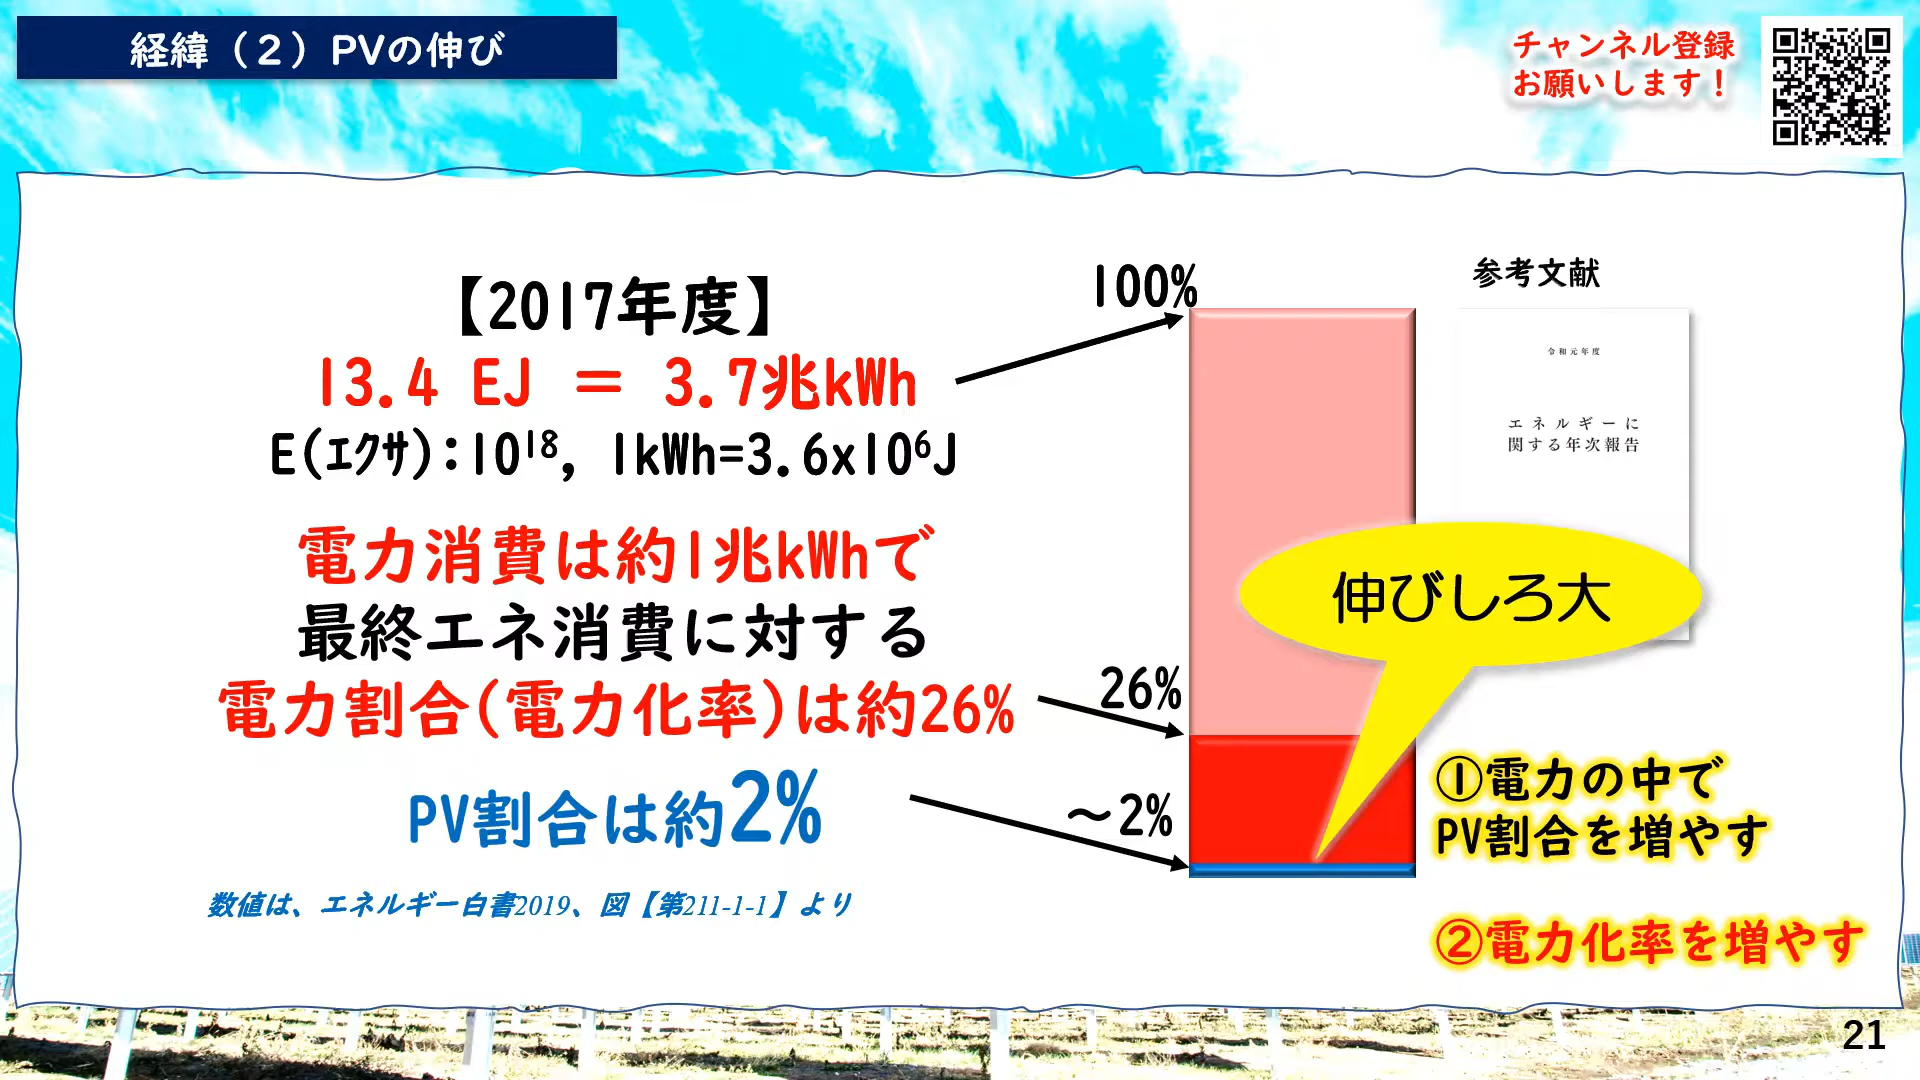 経緯（２）PVの伸び
チャンネル登録
お願いします！
【2017年度】
13.4 EJ ＝ 3.7兆kWh
E(ｴｸｻ):10¹⁸, 1kWh=3.6x10⁶J
電力消費は約1兆kWhで
最終エネ消費に対する
電力割合(電力化率)は約26%
PV割合は約2%
数値は、エネルギー白書2019、図【第211-1-1】より
100%
26%
～2%
参考文献
令和元年度
エネルギーに
関する年次報告
伸びしろ大
①電力の中で
PV割合を増やす
②電力化率を増やす
21